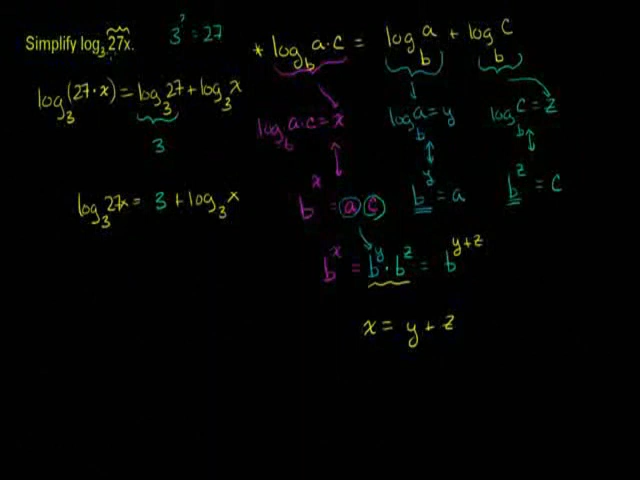 Simplify log₃ 27x.
3³ = 27
log₃(27·x) = log₃ 27 + log₃ x
3
log₃ 27x = 3 + log₃ x
* log_b a·c = log_b a + log_b c
log_b a·c = x
log_b a = y
log_b c = z
b^x = a c
b^y = a
b^z = c
b^x = b^y · b^z = b^(y+z)
x = y + z